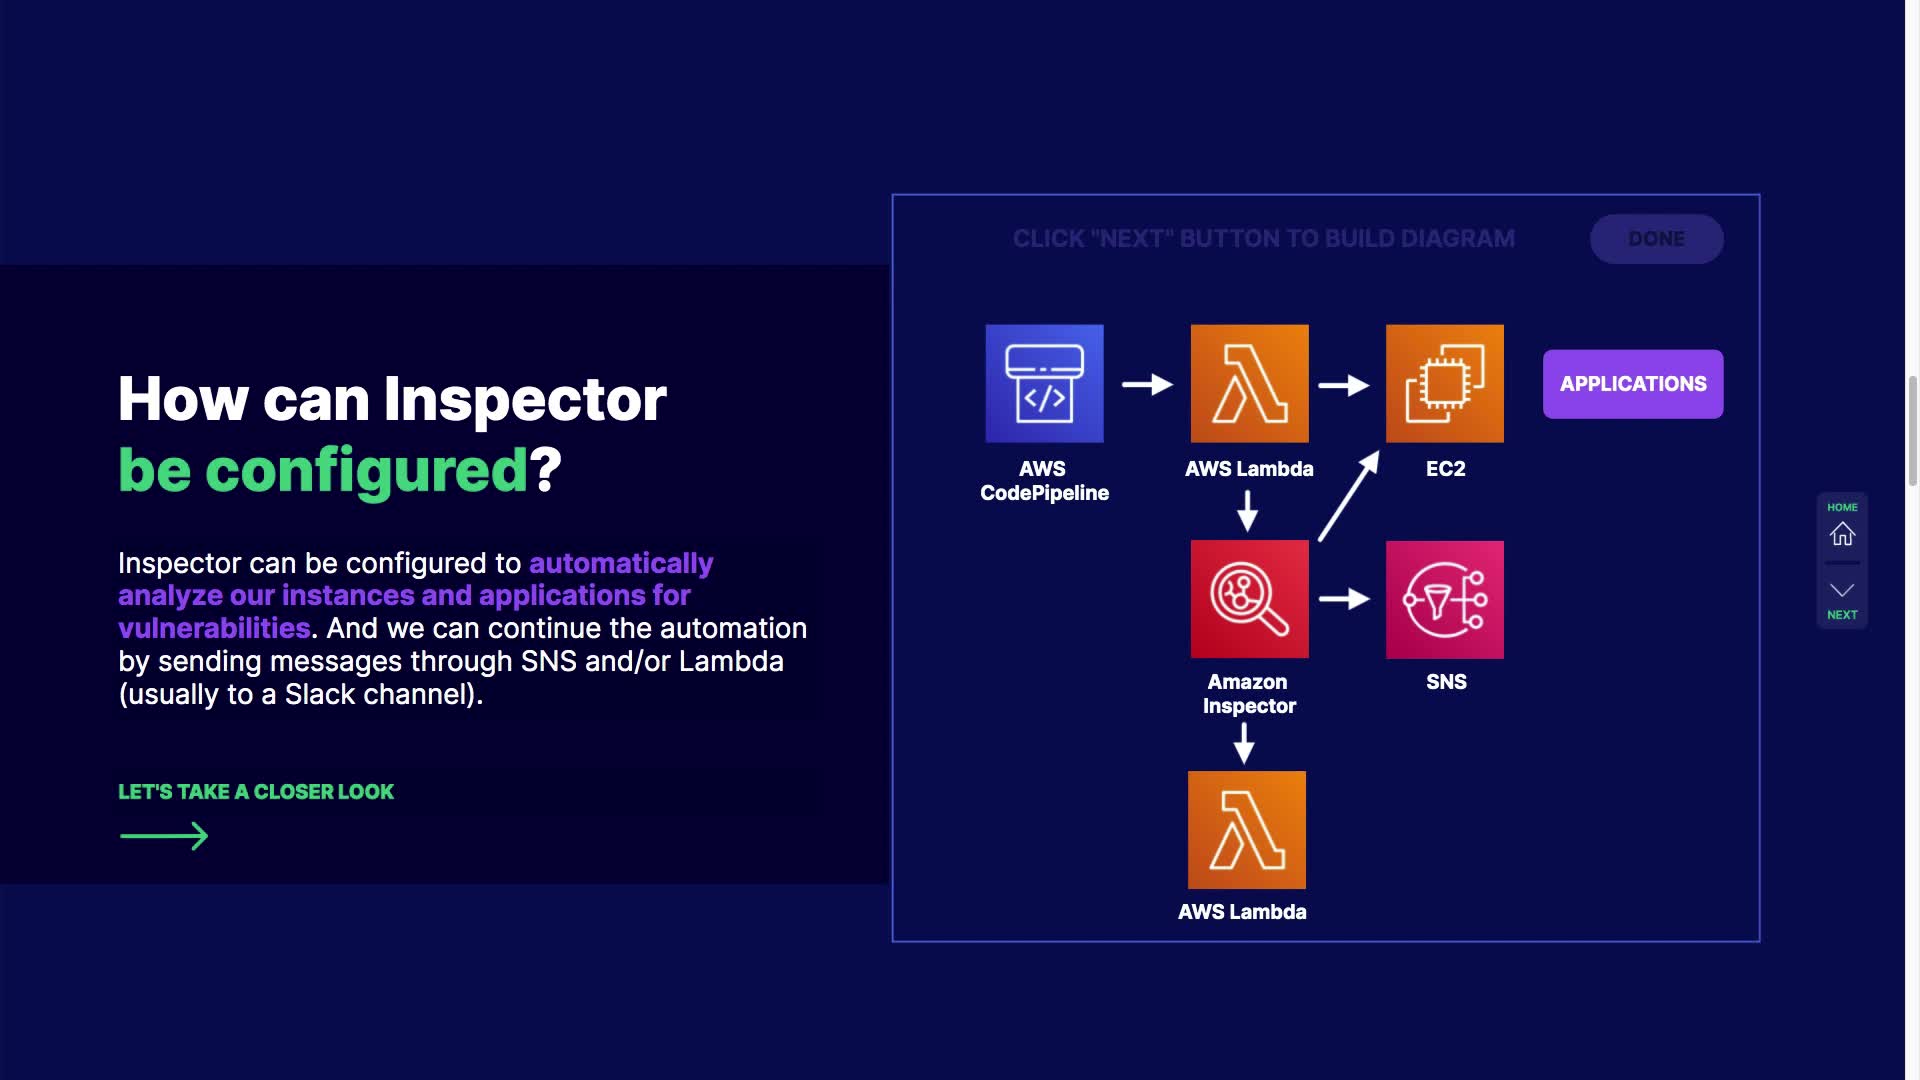 CLICK "NEXT" BUTTON TO BUILD DIAGRAM
DONE
How can Inspector
be configured?
Inspector can be configured to automatically
analyze our instances and applications for
vulnerabilities. And we can continue the automation
by sending messages through SNS and/or Lambda
(usually to a Slack channel).
LET'S TAKE A CLOSER LOOK
</>
APPLICATIONS
AWS
CodePipeline
AWS Lambda
EC2
Amazon
Inspector
SNS
AWS Lambda
HOME
NEXT